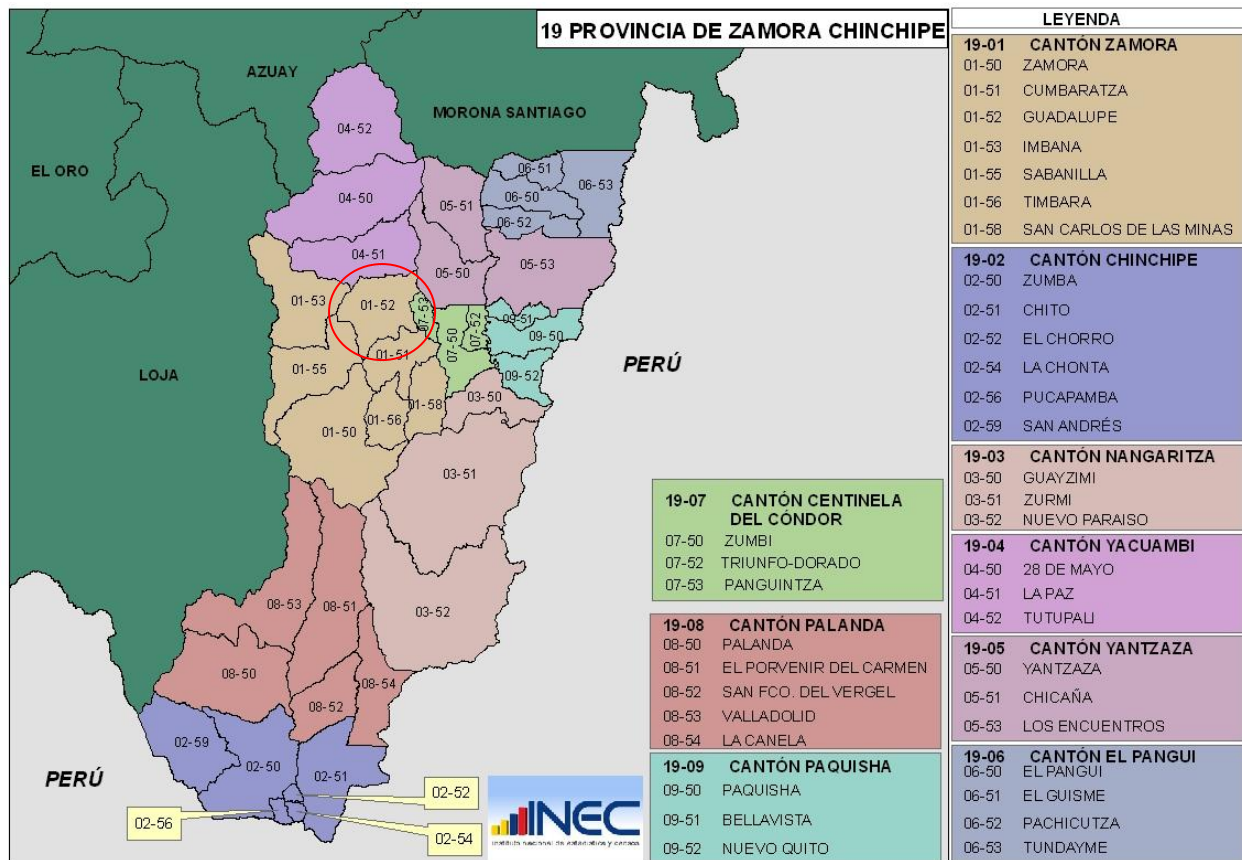 19 PROVINCIA DE ZAMORA CHINCHIPE
AZUAY
MORONA SANTIAGO
EL ORO
LOJA
PERÚ
PERÚ
04-52
04-50
04-51
05-51
05-50
05-53
06-51
06-50
06-52
06-53
01-53
01-52
01-51
01-55
01-50
01-56
01-58
07-53
07-50
07-52
09-51
09-50
09-52
03-50
03-51
03-52
08-53
08-51
08-50
08-52
08-54
02-59
02-50
02-51
02-52
02-56
02-54
INEC
instituto nacional de estadística y censos
19-07 CANTÓN CENTINELA
DEL CÓNDOR
07-50 ZUMBI
07-52 TRIUNFO-DORADO
07-53 PANGUINTZA
19-08 CANTÓN PALANDA
08-50 PALANDA
08-51 EL PORVENIR DEL CARMEN
08-52 SAN FCO. DEL VERGEL
08-53 VALLADOLID
08-54 LA CANELA
19-09 CANTÓN PAQUISHA
09-50 PAQUISHA
09-51 BELLAVISTA
09-52 NUEVO QUITO
LEYENDA
19-01 CANTÓN ZAMORA
01-50 ZAMORA
01-51 CUMBARATZA
01-52 GUADALUPE
01-53 IMBANA
01-55 SABANILLA
01-56 TIMBARA
01-58 SAN CARLOS DE LAS MINAS
19-02 CANTÓN CHINCHIPE
02-50 ZUMBA
02-51 CHITO
02-52 EL CHORRO
02-54 LA CHONTA
02-56 PUCAPAMBA
02-59 SAN ANDRÉS
19-03 CANTÓN NANGARITZA
03-50 GUAYZIMI
03-51 ZURMI
03-52 NUEVO PARAISO
19-04 CANTÓN YACUAMBI
04-50 28 DE MAYO
04-51 LA PAZ
04-52 TUTUPALI
19-05 CANTÓN YANTZAZA
05-50 YANTZAZA
05-51 CHICAÑA
05-53 LOS ENCUENTROS
19-06 CANTÓN EL PANGUI
06-50 EL PANGUI
06-51 EL GUISME
06-52 PACHICUTZA
06-53 TUNDAYME